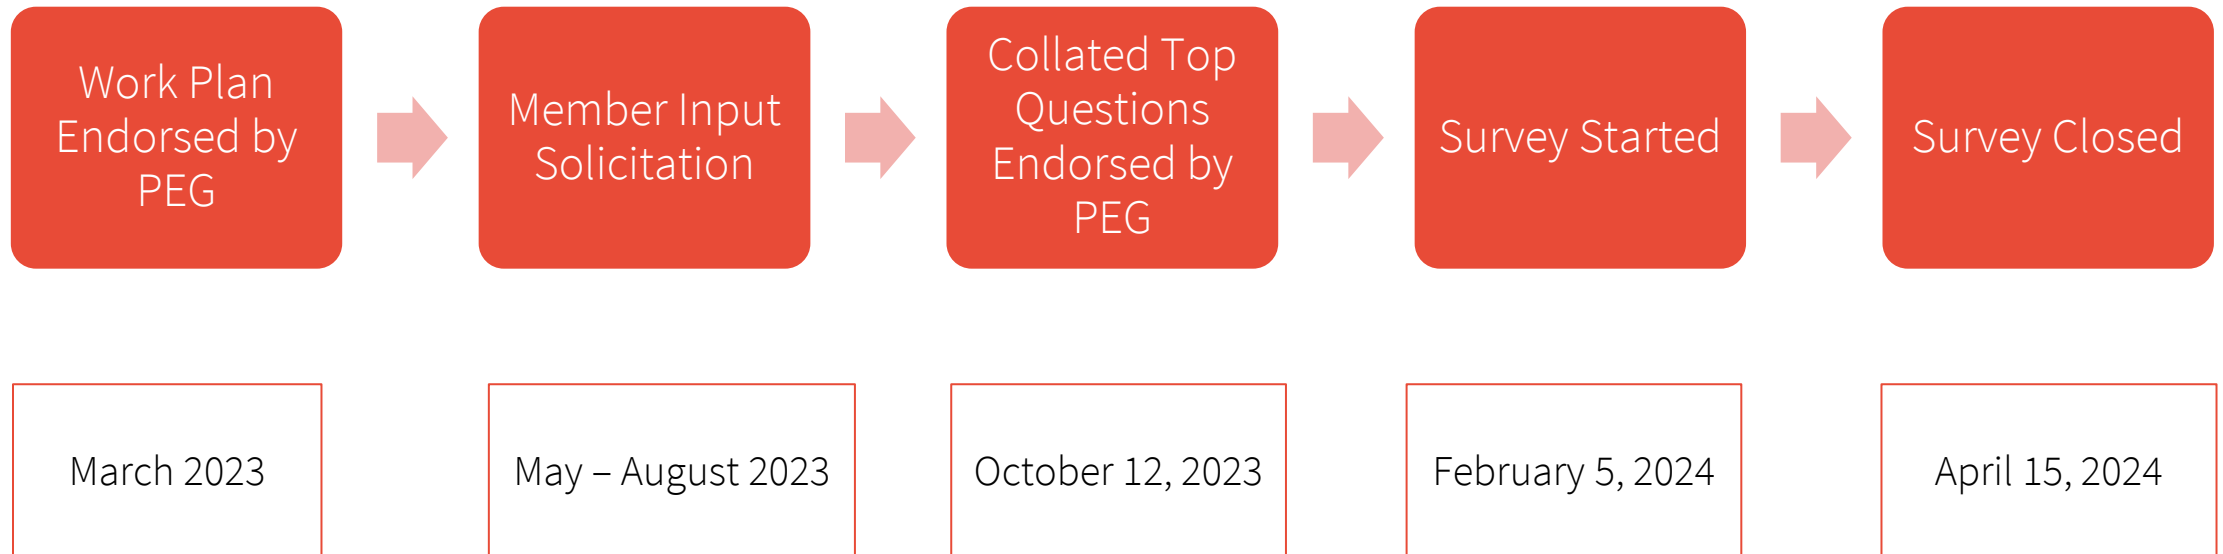 Work Plan
Endorsed by
PEG
Member Input
Solicitation
Collated Top
Questions
Endorsed by
PEG
Survey Started
Survey Closed
March 2023
May – August 2023
October 12, 2023
February 5, 2024
April 15, 2024